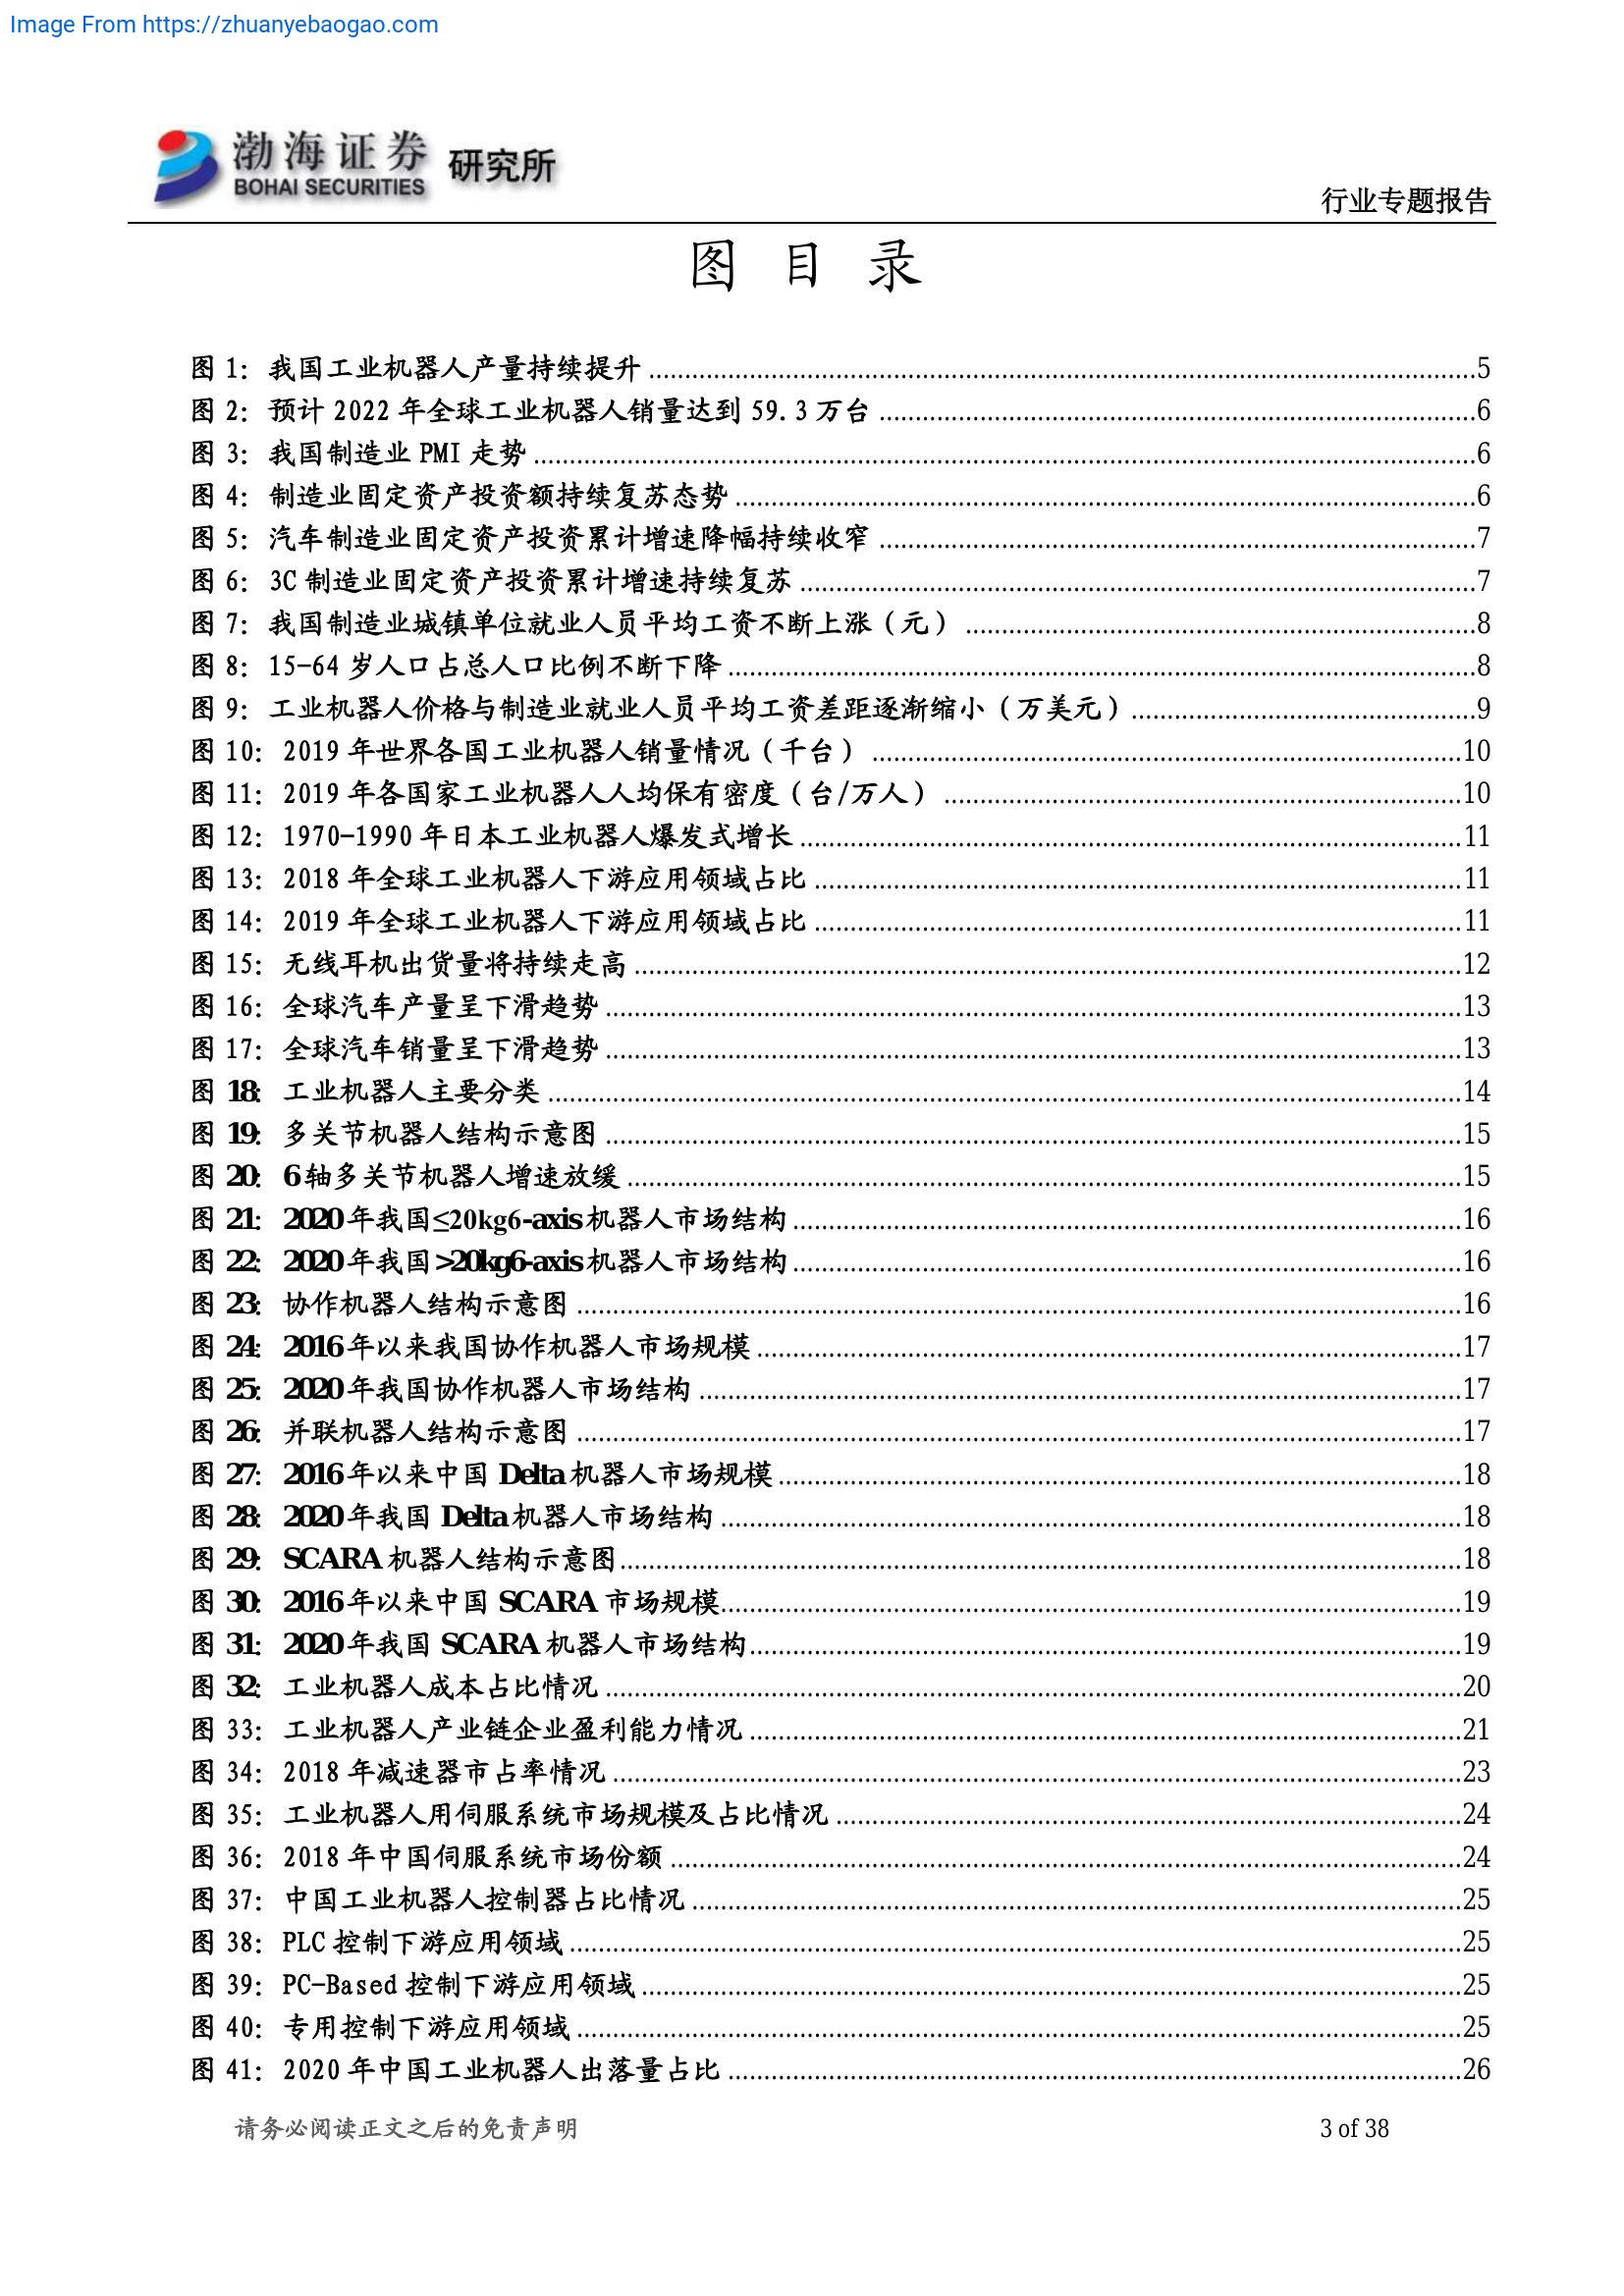 Image From https://zhuanyebaogao.com
渤海证券 研究所
BOHAI SECURITIES
行业专题报告
图 目 录
图 1：我国工业机器人产量持续提升 ........ 5
图 2：预计 2022 年全球工业机器人销量达到 59.3 万台 ........ 6
图 3：我国制造业 PMI 走势 ........ 6
图 4：制造业固定资产投资额持续复苏态势 ........ 6
图 5：汽车制造业固定资产投资累计增速降幅持续收窄 ........ 7
图 6：3C 制造业固定资产投资累计增速持续复苏 ........ 7
图 7：我国制造业城镇单位就业人员平均工资不断上涨（元） ........ 8
图 8：15-64 岁人口占总人口比例不断下降 ........ 8
图 9：工业机器人价格与制造业就业人员平均工资差距逐渐缩小（万美元） ........ 9
图 10：2019 年世界各国工业机器人销量情况（千台） ........ 10
图 11：2019 年各国家工业机器人人均保有密度（台/万人） ........ 10
图 12：1970-1990 年日本工业机器人爆发式增长 ........ 11
图 13：2018 年全球工业机器人下游应用领域占比 ........ 11
图 14：2019 年全球工业机器人下游应用领域占比 ........ 11
图 15：无线耳机出货量将持续走高 ........ 12
图 16：全球汽车产量呈下滑趋势 ........ 13
图 17：全球汽车销量呈下滑趋势 ........ 13
图 18：工业机器人主要分类 ........ 14
图 19：多关节机器人结构示意图 ........ 15
图 20：6 轴多关节机器人增速放缓 ........ 15
图 21：2020 年我国≤20kg6-axis 机器人市场结构 ........ 16
图 22：2020 年我国>20kg6-axis 机器人市场结构 ........ 16
图 23：协作机器人结构示意图 ........ 16
图 24：2016 年以来我国协作机器人市场规模 ........ 17
图 25：2020 年我国协作机器人市场结构 ........ 17
图 26：并联机器人结构示意图 ........ 17
图 27：2016 年以来中国 Delta 机器人市场规模 ........ 18
图 28：2020 年我国 Delta 机器人市场结构 ........ 18
图 29：SCARA 机器人结构示意图 ........ 18
图 30：2016 年以来中国 SCARA 市场规模 ........ 19
图 31：2020 年我国 SCARA 机器人市场结构 ........ 19
图 32：工业机器人成本占比情况 ........ 20
图 33：工业机器人产业链企业盈利能力情况 ........ 21
图 34：2018 年减速器市占率情况 ........ 23
图 35：工业机器人用伺服系统市场规模及占比情况 ........ 24
图 36：2018 年中国伺服系统市场份额 ........ 24
图 37：中国工业机器人控制器占比情况 ........ 25
图 38：PLC 控制下游应用领域 ........ 25
图 39：PC-Based 控制下游应用领域 ........ 25
图 40：专用控制下游应用领域 ........ 25
图 41：2020 年中国工业机器人出落量占比 ........ 26
请务必阅读正文之后的免责声明 3 of 38